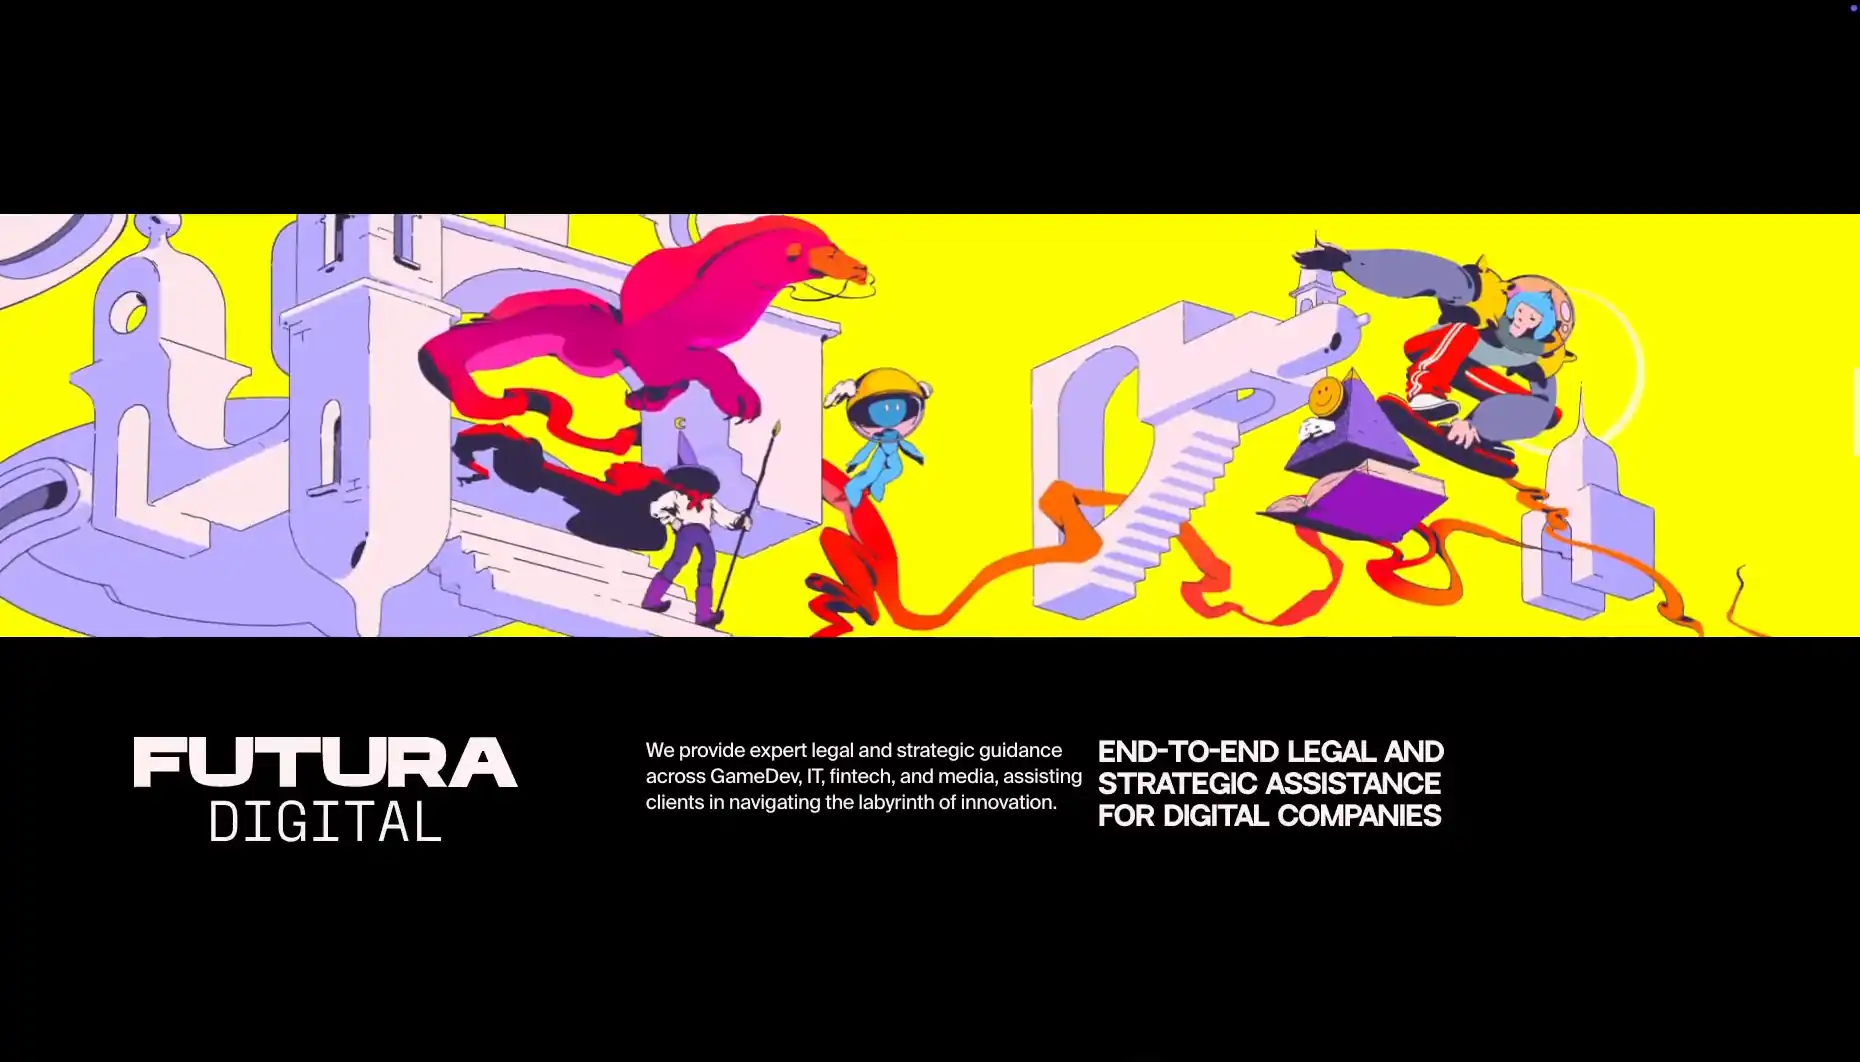 FUTURA
DIGITAL
We provide expert legal and strategic guidance
across GameDev, IT, fintech, and media, assisting
clients in navigating the labyrinth of innovation.
END-TO-END LEGAL AND
STRATEGIC ASSISTANCE
FOR DIGITAL COMPANIES